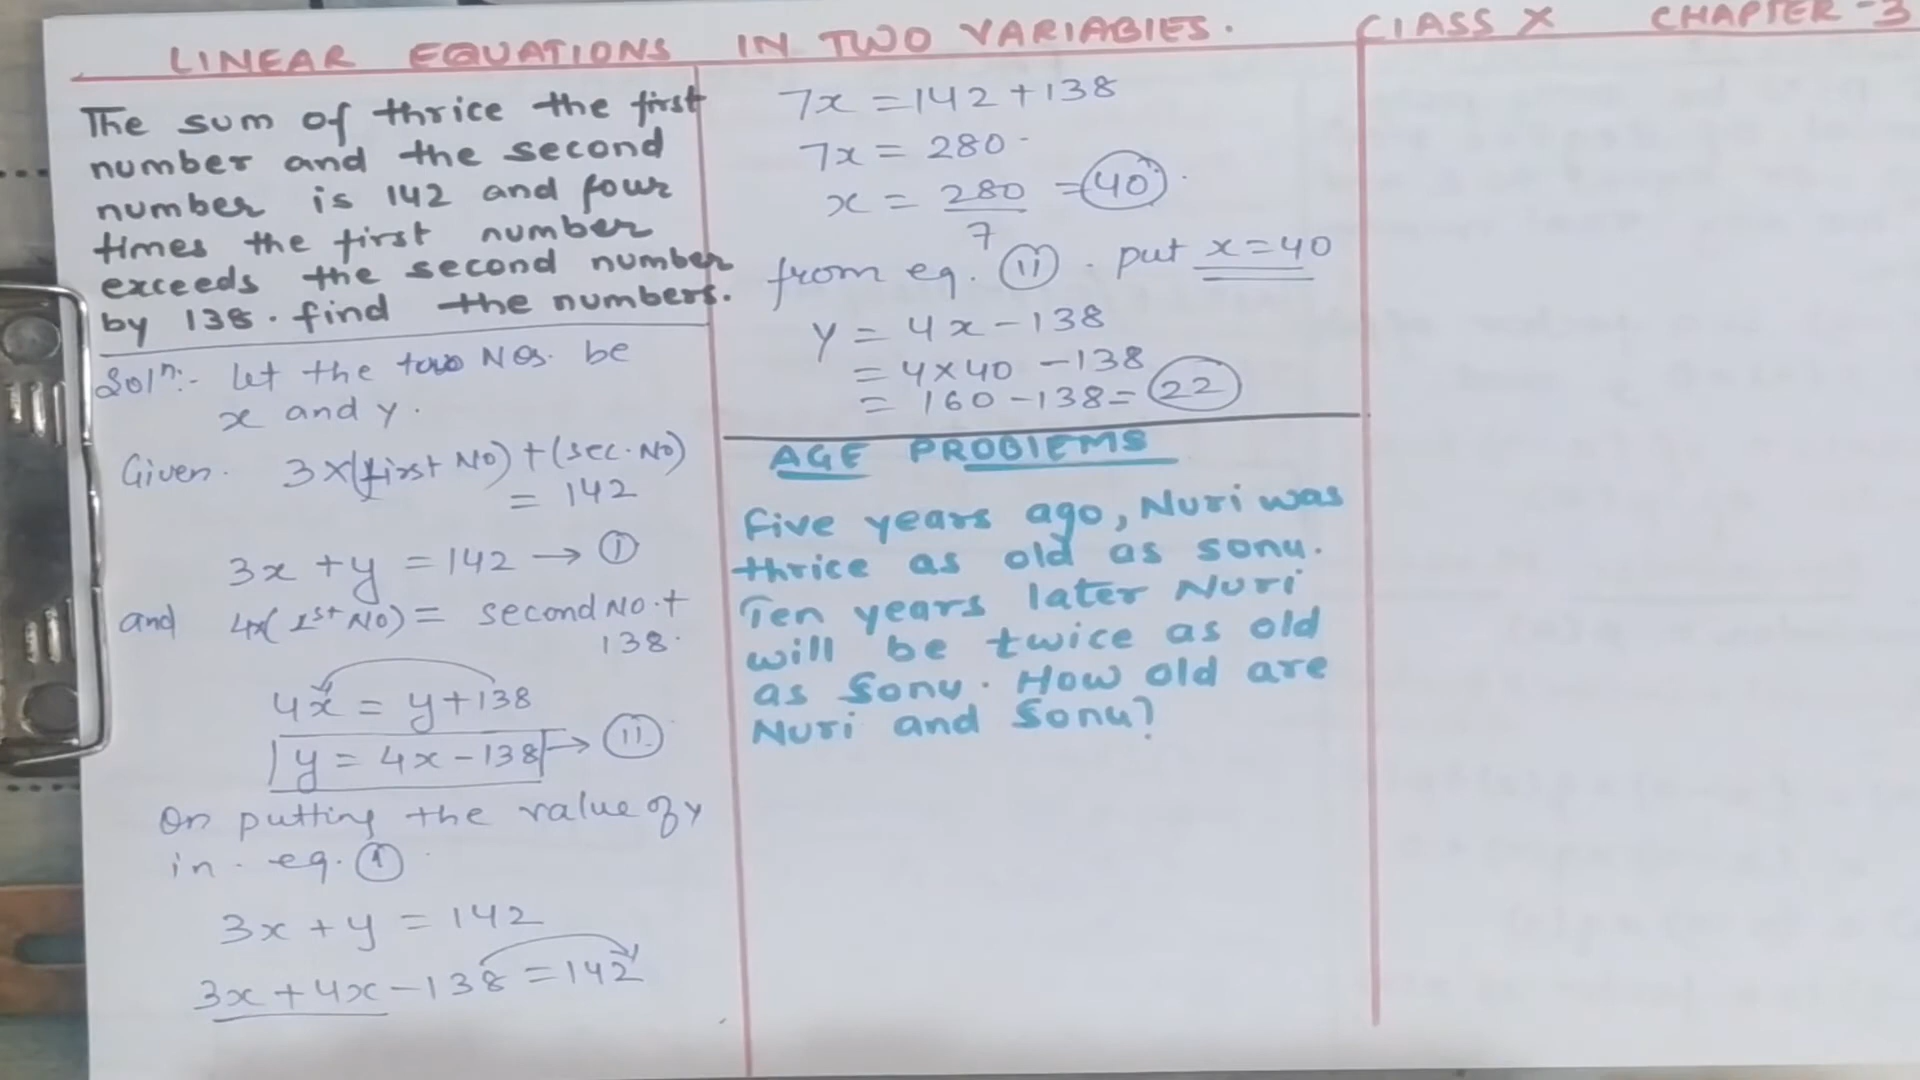 LINEAR EQUATIONS IN TWO VARIABLES. CLASS X CHAPTER-3
The sum of thrice the first
number and the second
number is 142 and four
times the first number
exceeds the second number
by 138. find the numbers.
Solⁿ:- Let the two NOs. be
x and y.
Given. 3×(first NO) + (sec. NO)
= 142
3x + y = 142 → (i)
and 4x( 1st NO) = second NO. +
138.
4x = y + 138
y = 4x - 138 → (ii)
On putting the value of y
in eq. (i)
3x + y = 142
3x + 4x - 138 = 142
7x = 142 + 138
7x = 280
x = 280/7 = 40
from eq. (ii). put x = 40
y = 4x - 138
= 4×40 - 138
= 160 - 138 = 22
AGE PROBLEMS
five years ago, Nuri was
thrice as old as sonu.
Ten years later Nuri
will be twice as old
as Sonu. How old are
Nuri and Sonu?